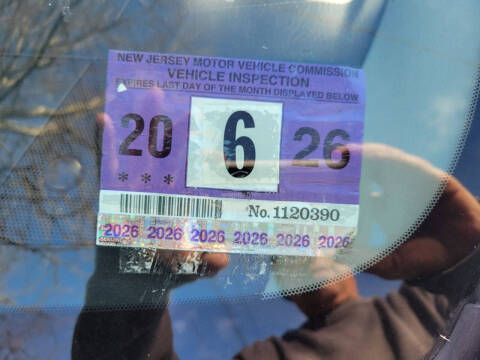 NEW JERSEY MOTOR VEHICLE COMMISSION
VEHICLE INSPECTION
EXPIRES LAST DAY OF THE MONTH DISPLAYED BELOW
20 6 26
* * *
No. 1120390
2026 2026 2026 2026 2026 2026